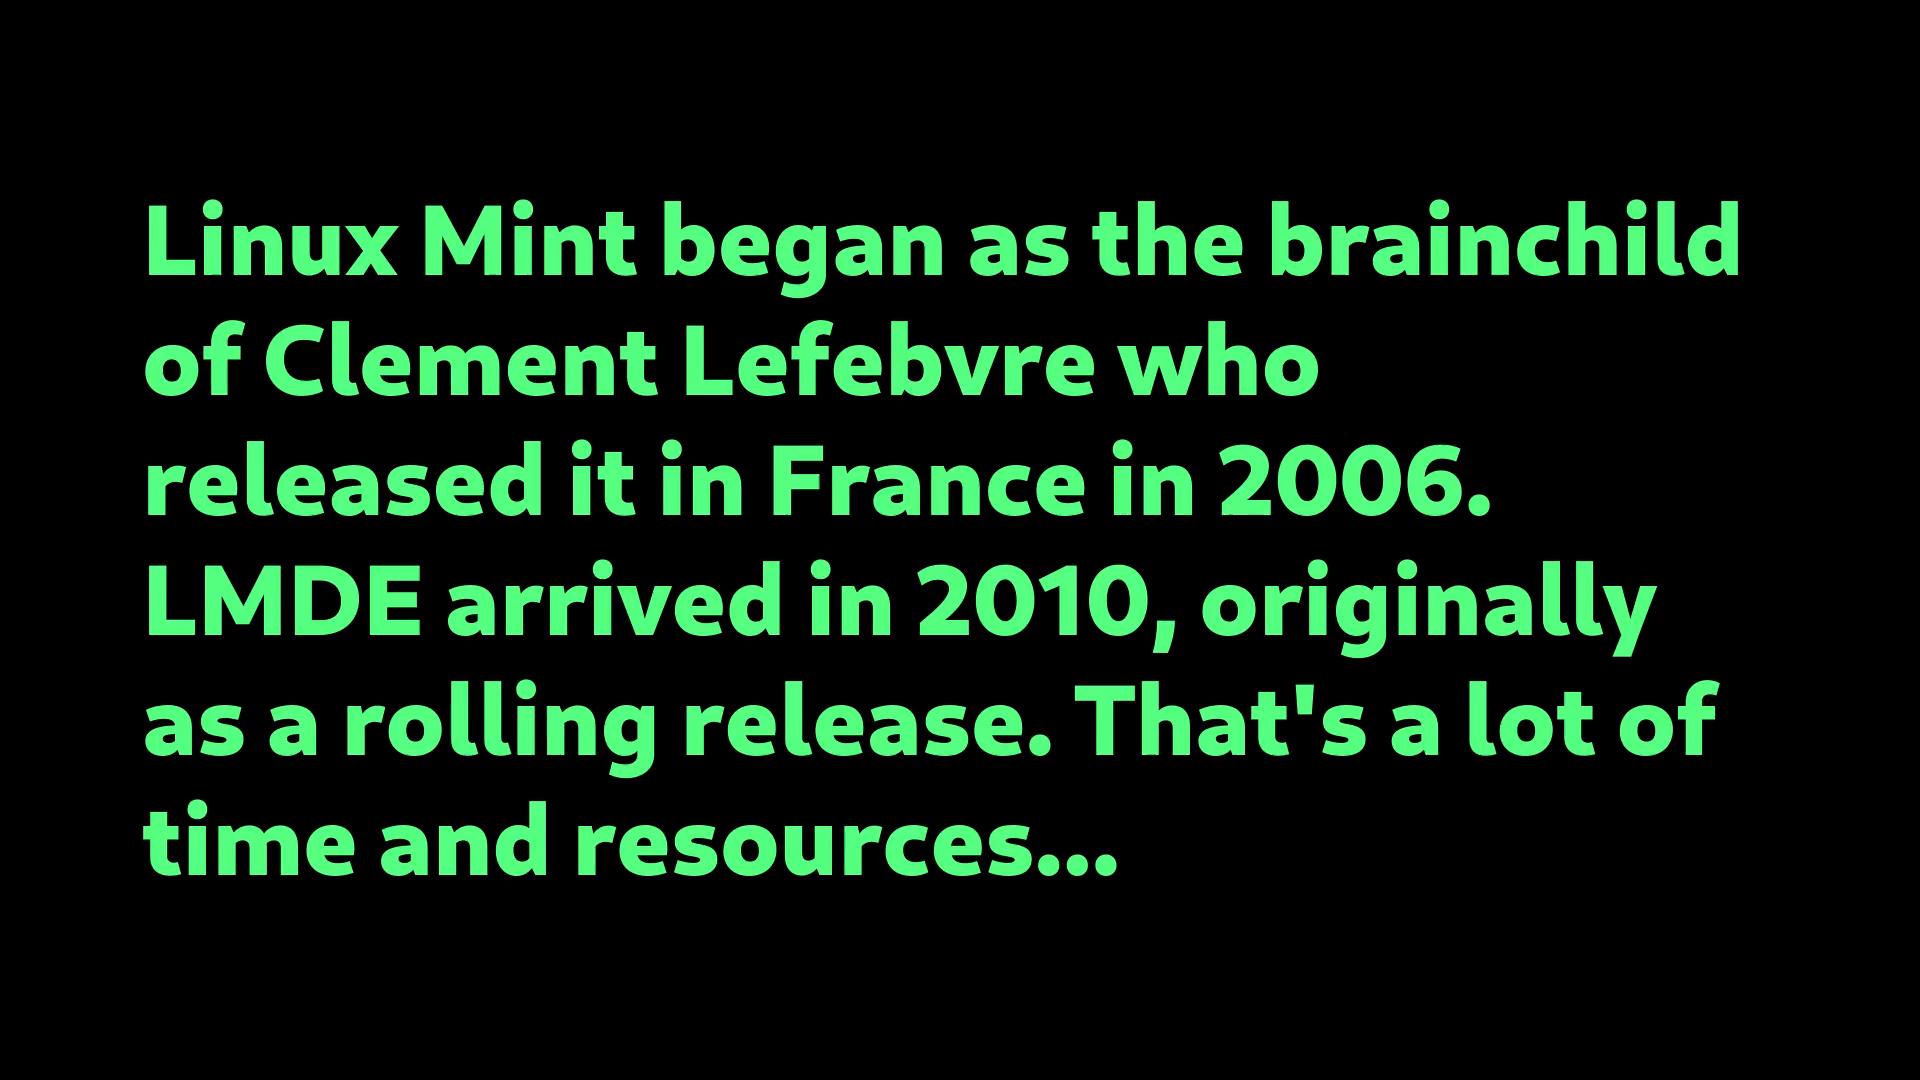 Linux Mint began as the brainchild
of Clement Lefebvre who
released it in France in 2006.
LMDE arrived in 2010, originally
as a rolling release. That's a lot of
time and resources...